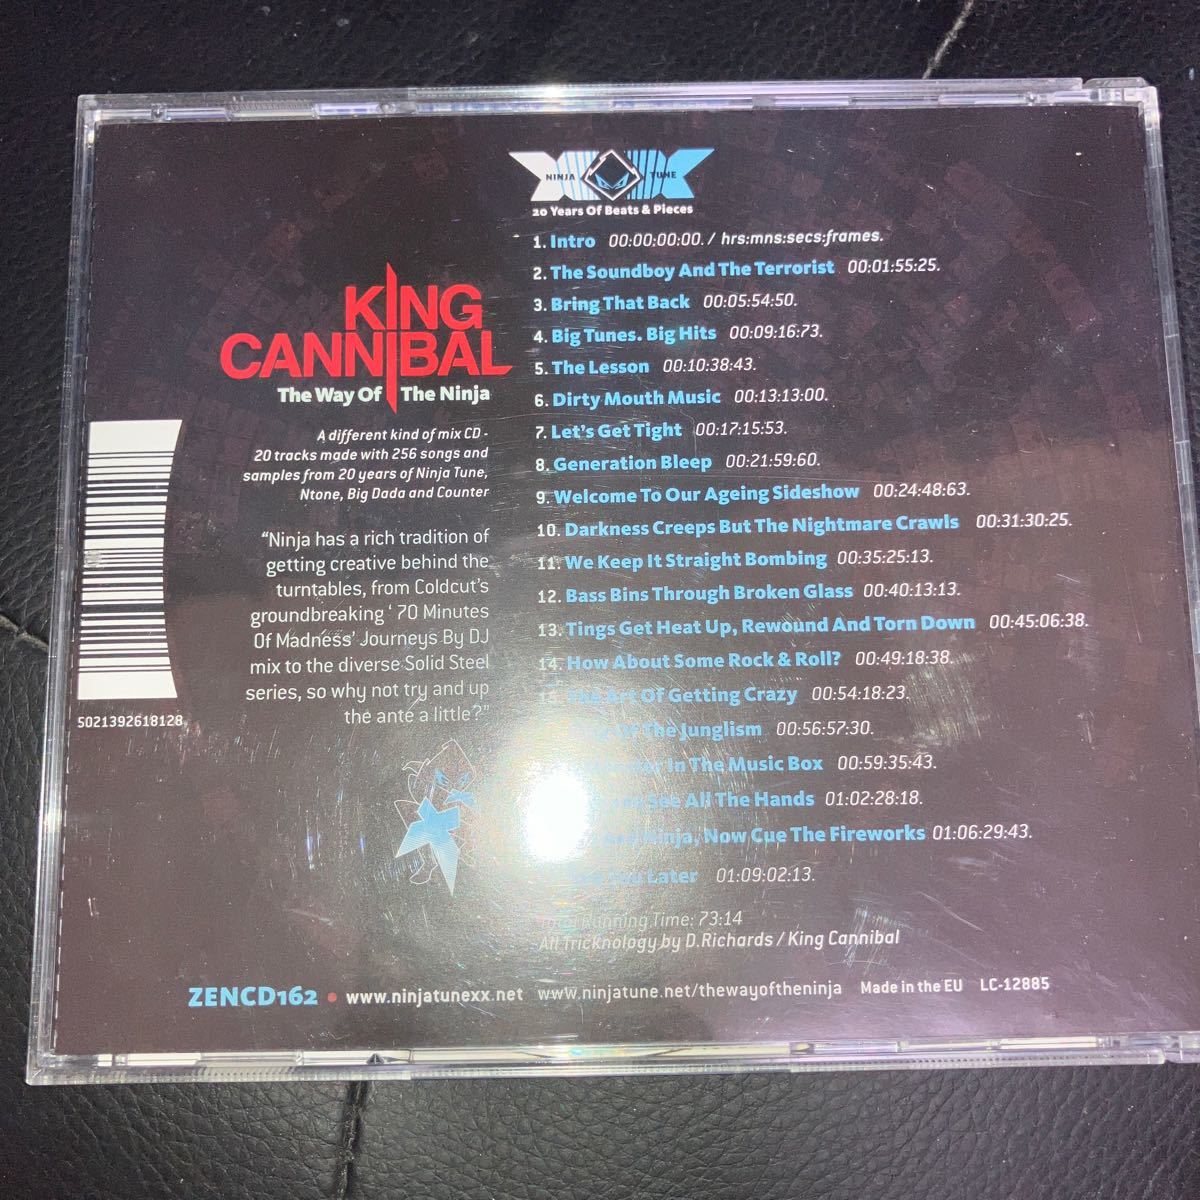 NINJA TUNE
20 Years Of Beats & Pieces
KING
CANNIBAL
The Way Of The Ninja
A different kind of mix CD -
20 tracks made with 256 songs and
samples from 20 years of Ninja Tune,
Ntone, Big Dada and Counter
“Ninja has a rich tradition of
getting creative behind the
turntables, from Coldcut's
groundbreaking ‘ 70 Minutes
Of Madness’ Journeys By DJ
mix to the diverse Solid Steel
series, so why not try and up
the ante a little?”
5021392618128
1. Intro 00:00:00:00. / hrs:mns:secs:frames.
2. The Soundboy And The Terrorist 00:01:55:25.
3. Bring That Back 00:05:54:50.
4. Big Tunes. Big Hits 00:09:16:73.
5. The Lesson 00:10:38:43.
6. Dirty Mouth Music 00:13:13:00.
7. Let's Get Tight 00:17:15:53.
8. Generation Bleep 00:21:59:60.
9. Welcome To Our Ageing Sideshow 00:24:48:63.
10. Darkness Creeps But The Nightmare Crawls 00:31:30:25.
11. We Keep It Straight Bombing 00:35:25:13.
12. Bass Bins Through Broken Glass 00:40:13:13.
13. Tings Get Heat Up, Rewound And Torn Down 00:45:06:38.
14. How About Some Rock & Roll? 00:49:18:38.
The Art Of Getting Crazy 00:54:18:23.
Of The Junglism 00:56:57:30.
In The Music Box 00:59:35:43.
See All The Hands 01:02:28:18.
Ninja, Now Cue The Fireworks 01:06:29:43.
You Later 01:09:02:13.
Total Running Time: 73:14
All Tricknology by D.Richards / King Cannibal
ZENCD162 • www.ninjatunexx.net www.ninjatune.net/thewayoftheninja Made in the EU LC-12885